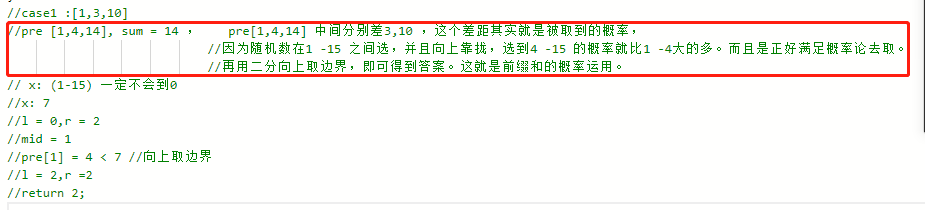 //case1 :[1,3,10]
//pre [1,4,14], sum = 14 ， pre[1,4,14] 中间分别差3,10 ，这个差距其实就是被取到的概率，
//因为随机数在1 -15 之间选，并且向上靠找，选到4 -15 的概率就比1 -4大的多。而且是正好满足概率论去取。
//再用二分向上取边界，即可得到答案。这就是前缀和的概率运用。
// x: (1-15) 一定不会到0
//x: 7
//l = 0,r = 2
//mid = 1
//pre[1] = 4 < 7 //向上取边界
//l = 2,r =2
//return 2;